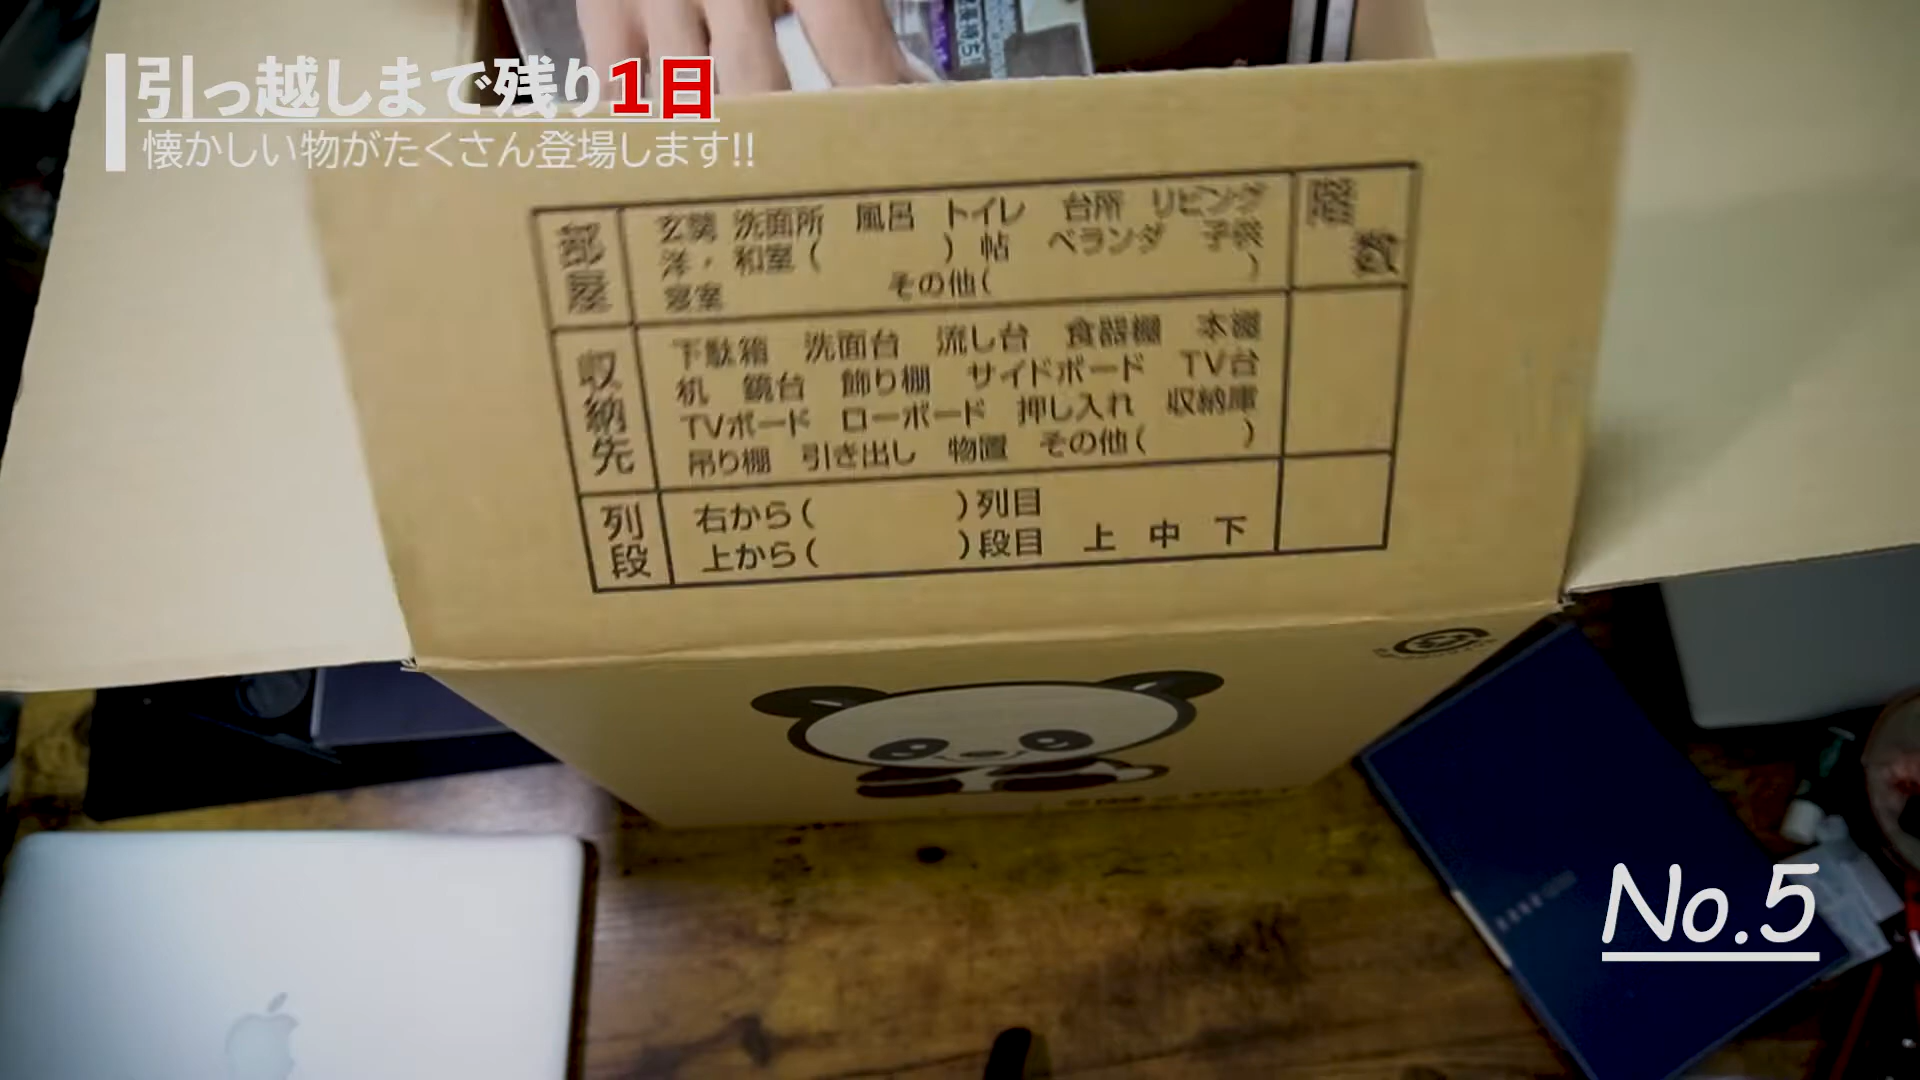 引っ越しまで残り1日
懐かしい物がたくさん登場します!!
部屋
玄関 洗面所 風呂 トイレ 台所 リビング
洋・和室( )帖 ベランダ 子供
寝室 その他( )
階数
収納先
下駄箱 洗面台 流し台 食器棚 本棚
机 鏡台 飾り棚 サイドボード TV台
TVボード ローボード 押し入れ 収納庫
吊り棚 引き出し 物置 その他( )
列段
右から( )列目
上から( )段目 上 中 下
No.5